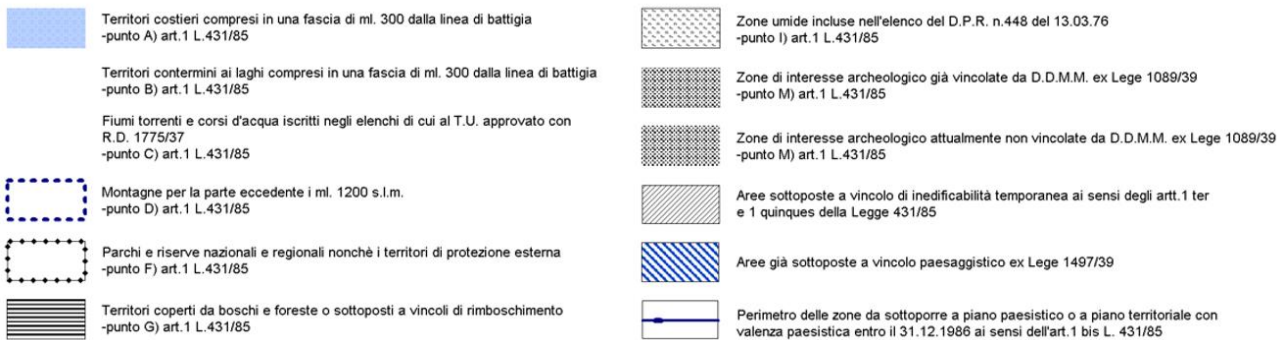 Territori costieri compresi in una fascia di ml. 300 dalla linea di battigia
-punto A) art.1 L.431/85
Territori contermini ai laghi compresi in una fascia di ml. 300 dalla linea di battigia
-punto B) art.1 L.431/85
Fiumi torrenti e corsi d'acqua iscritti negli elenchi di cui al T.U. approvato con
R.D. 1775/37
-punto C) art.1 L.431/85
Montagne per la parte eccedente i ml. 1200 s.l.m.
-punto D) art.1 L.431/85
Parchi e riserve nazionali e regionali nonchè i territori di protezione esterna
-punto F) art.1 L.431/85
Territori coperti da boschi e foreste o sottoposti a vincoli di rimboschimento
-punto G) art.1 L.431/85
Zone umide incluse nell'elenco del D.P.R. n.448 del 13.03.76
-punto I) art.1 L.431/85
Zone di interesse archeologico già vincolate da D.D.M.M. ex Lege 1089/39
-punto M) art.1 L.431/85
Zone di interesse archeologico attualmente non vincolate da D.D.M.M. ex Lege 1089/39
-punto M) art.1 L.431/85
Aree sottoposte a vincolo di inedificabilità temporanea ai sensi degli artt.1 ter
e 1 quinques della Legge 431/85
Aree già sottoposte a vincolo paesaggistico ex Lege 1497/39
Perimetro delle zone da sottoporre a piano paesistico o a piano territoriale con
valenza paesistica entro il 31.12.1986 ai sensi dell'art.1 bis L. 431/85